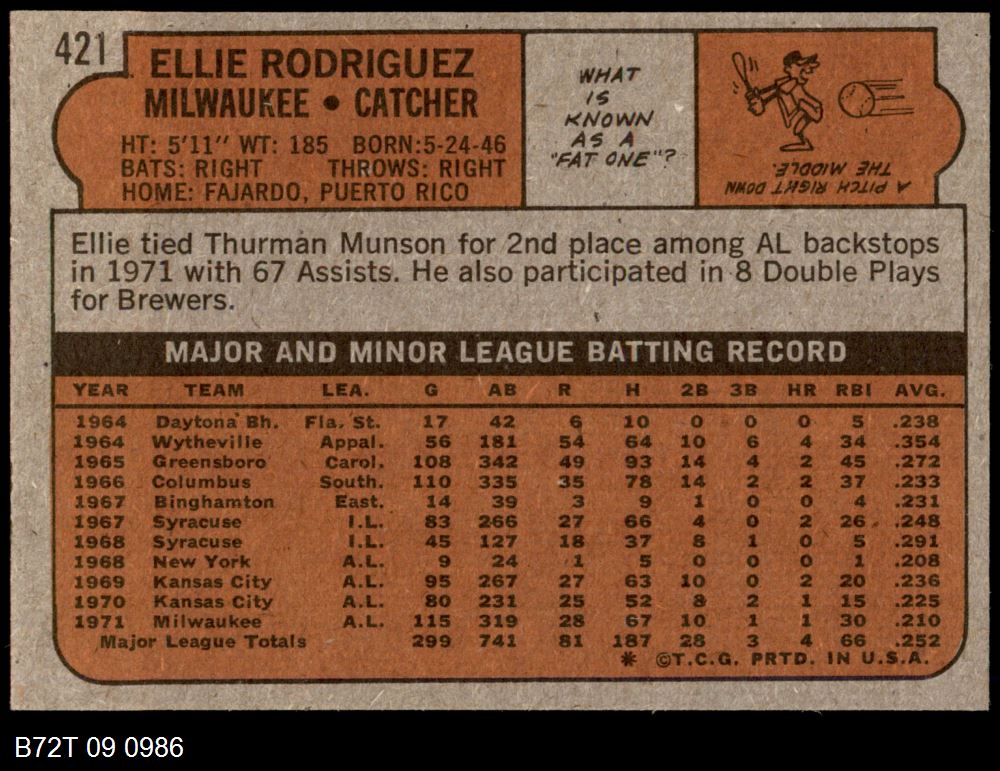 421
ELLIE RODRIGUEZ
MILWAUKEE • CATCHER
HT: 5'11" WT: 185 BORN:5-24-46
BATS: RIGHT THROWS: RIGHT
HOME: FAJARDO, PUERTO RICO
WHAT
IS
KNOWN
AS A
"FAT ONE"?
A PITCH RIGHT DOWN
THE MIDDLE.
Ellie tied Thurman Munson for 2nd place among AL backstops
in 1971 with 67 Assists. He also participated in 8 Double Plays
for Brewers.
MAJOR AND MINOR LEAGUE BATTING RECORD
YEAR TEAM LEA. G AB R H 2B 3B HR RBI AVG.
1964 Daytona Bh. Fla. St. 17 42 6 10 0 0 0 5 .238
1964 Wytheville Appal. 56 181 54 64 10 6 4 34 .354
1965 Greensboro Carol. 108 342 49 93 14 4 2 45 .272
1966 Columbus South. 110 335 35 78 14 2 2 37 .233
1967 Binghamton East. 14 39 3 9 1 0 0 4 .231
1967 Syracuse I.L. 83 266 27 66 4 0 2 26 .248
1968 Syracuse I.L. 45 127 18 37 8 1 0 5 .291
1968 New York A.L. 9 24 1 5 0 0 0 1 .208
1969 Kansas City A.L. 95 267 27 63 10 0 2 20 .236
1970 Kansas City A.L. 80 231 25 52 8 2 1 15 .225
1971 Milwaukee A.L. 115 319 28 67 10 1 1 30 .210
Major League Totals 299 741 81 187 28 3 4 66 .252
* ©T.C.G. PRTD. IN U.S.A.
B72T 09 0986